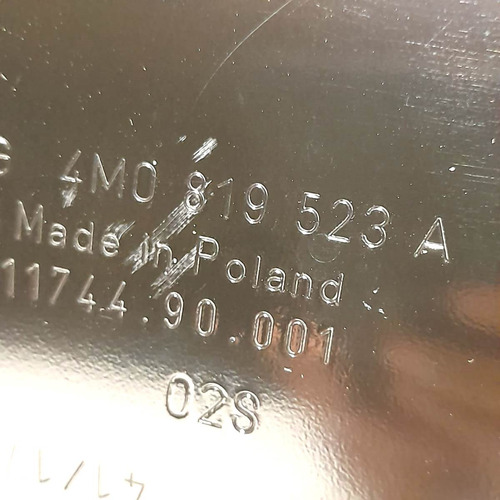 G 4M0 819 523 A
Made in Poland
11744.90.001
02S